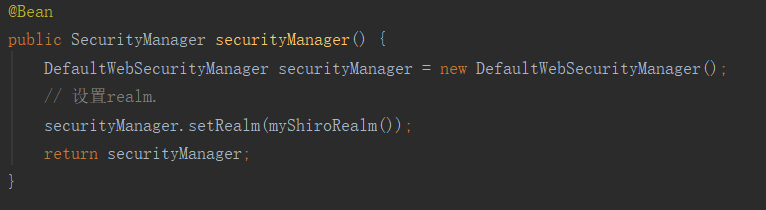 @Bean
public SecurityManager securityManager() {
DefaultWebSecurityManager securityManager = new DefaultWebSecurityManager();
// 设置realm.
securityManager.setRealm(myShiroRealm());
return securityManager;
}